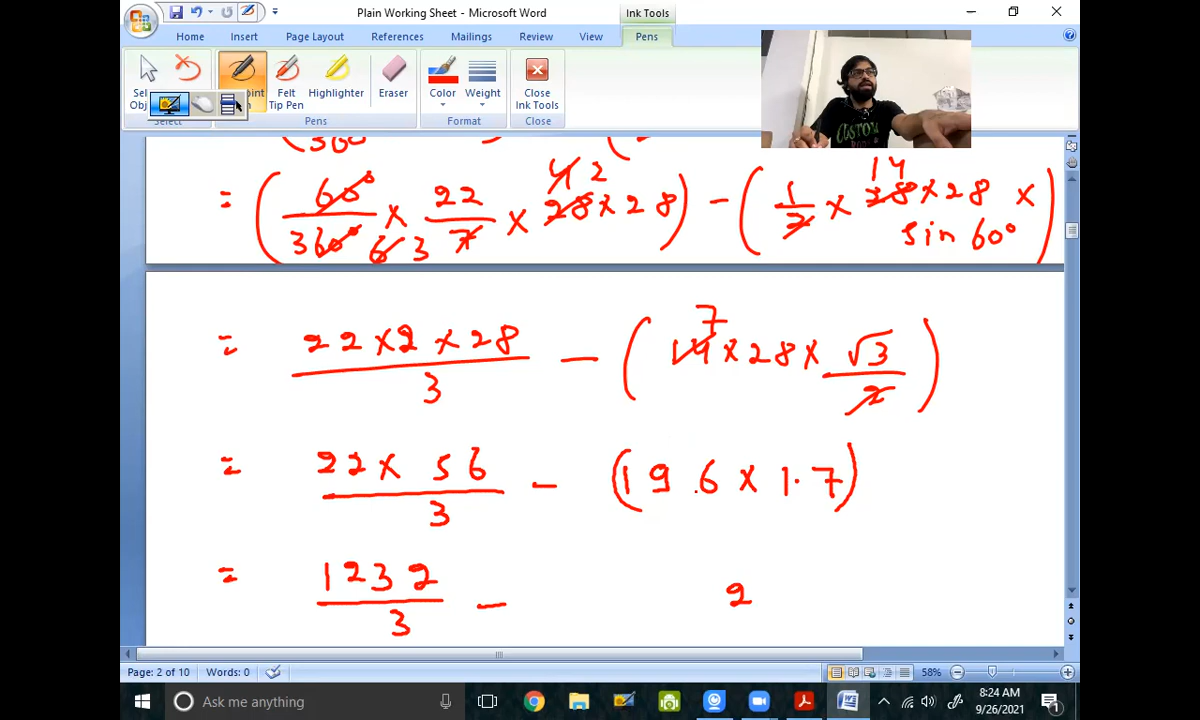 Plain Working Sheet - Microsoft Word
Ink Tools
Home Insert Page Layout References Mailings Review View Pens
Felt Tip Pen
Highlighter
Eraser
Color
Weight
Close Ink Tools
Select
Pens
Format
Close
CUSTOM
(360
= (60°/360° 6 3 × 22/7 × 4 2 28 × 28) - (1/2 × 14 28 × 28 × sin 60°)
= 22 × 2 × 28 / 3 - (7 14 × 28 × √3/2)
= 22 × 56 / 3 - (19.6 × 1.7)
= 1232 / 3 - 2
Page: 2 of 10 Words: 0 58%
Ask me anything
8:24 AM
9/26/2021